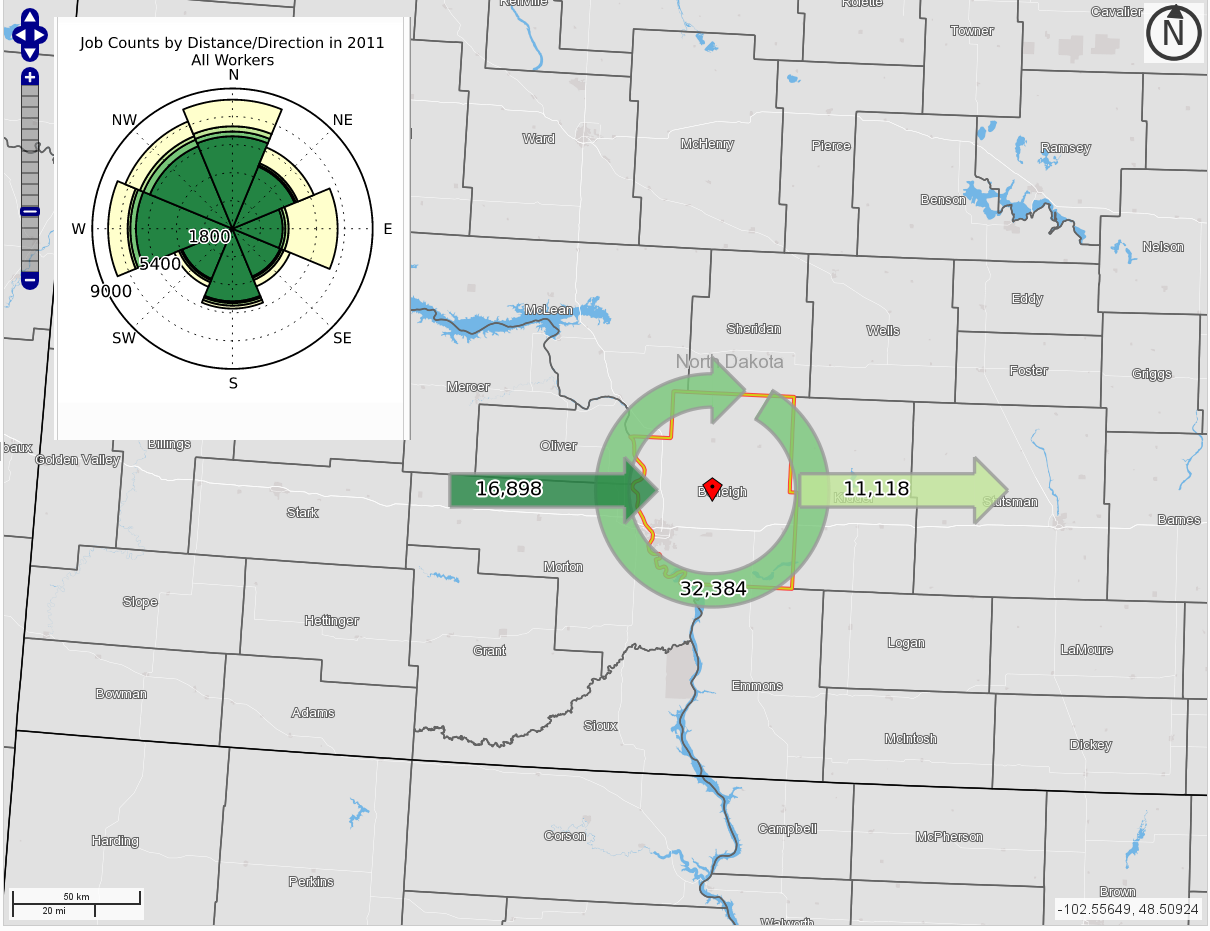 Renville
Rolette
Cavalier
Towner
N
Job Counts by Distance/Direction in 2011
All Workers
N
NW
NE
W
E
1800
5400
9000
SW
SE
S
Ward
McHenry
Pierce
Ramsey
Benson
Nelson
Eddy
McLean
Sheridan
Wells
North Dakota
Foster
Griggs
Mercer
Billings
Oliver
Golden Valley
16,898
Burleigh
11,118
Kidder
Stutsman
Stark
Barnes
Morton
32,384
Slope
Hettinger
Grant
Logan
LaMoure
Bowman
Adams
Emmons
Sioux
McIntosh
Dickey
Harding
Corson
Campbell
McPherson
Perkins
Brown
50 km
20 mi
Walworth
-102.55649, 48.50924